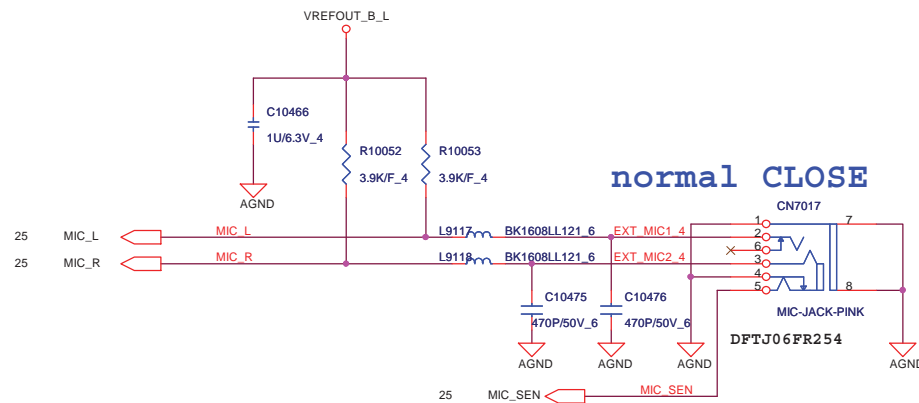 VREFOUT_B_L
C10466
1U/6.3V_4
R10052
3.9K/F_4
R10053
3.9K/F_4
AGND
normal CLOSE
CN7017
25 MIC_L MIC_L L9117 BK1608LL121_6 EXT_MIC1_4
25 MIC_R MIC_R L9118 BK1608LL121_6 EXT_MIC2_4
1
2
6
3
4
5
7
8
C10475
470P/50V_6
C10476
470P/50V_6
MIC-JACK-PINK
DFTJ06FR254
AGND AGND AGND AGND
25 MIC_SEN MIC_SEN